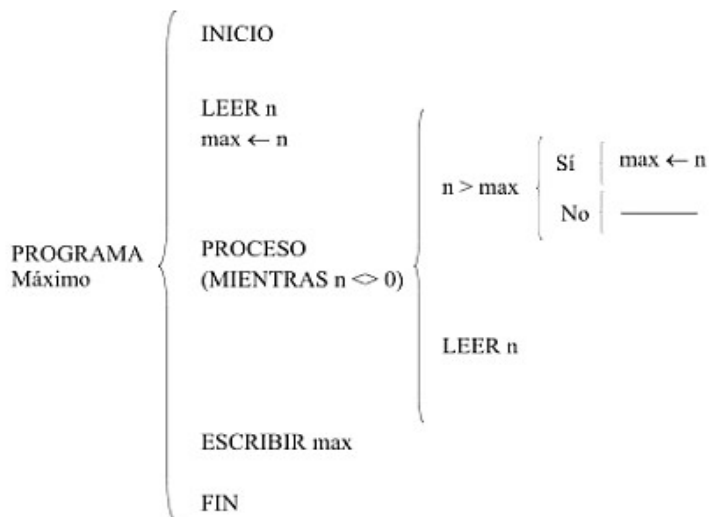 PROGRAMA
Máximo
INICIO
LEER n
max ← n
PROCESO
(MIENTRAS n <> 0)
n > max
Sí
max ← n
No
LEER n
ESCRIBIR max
FIN